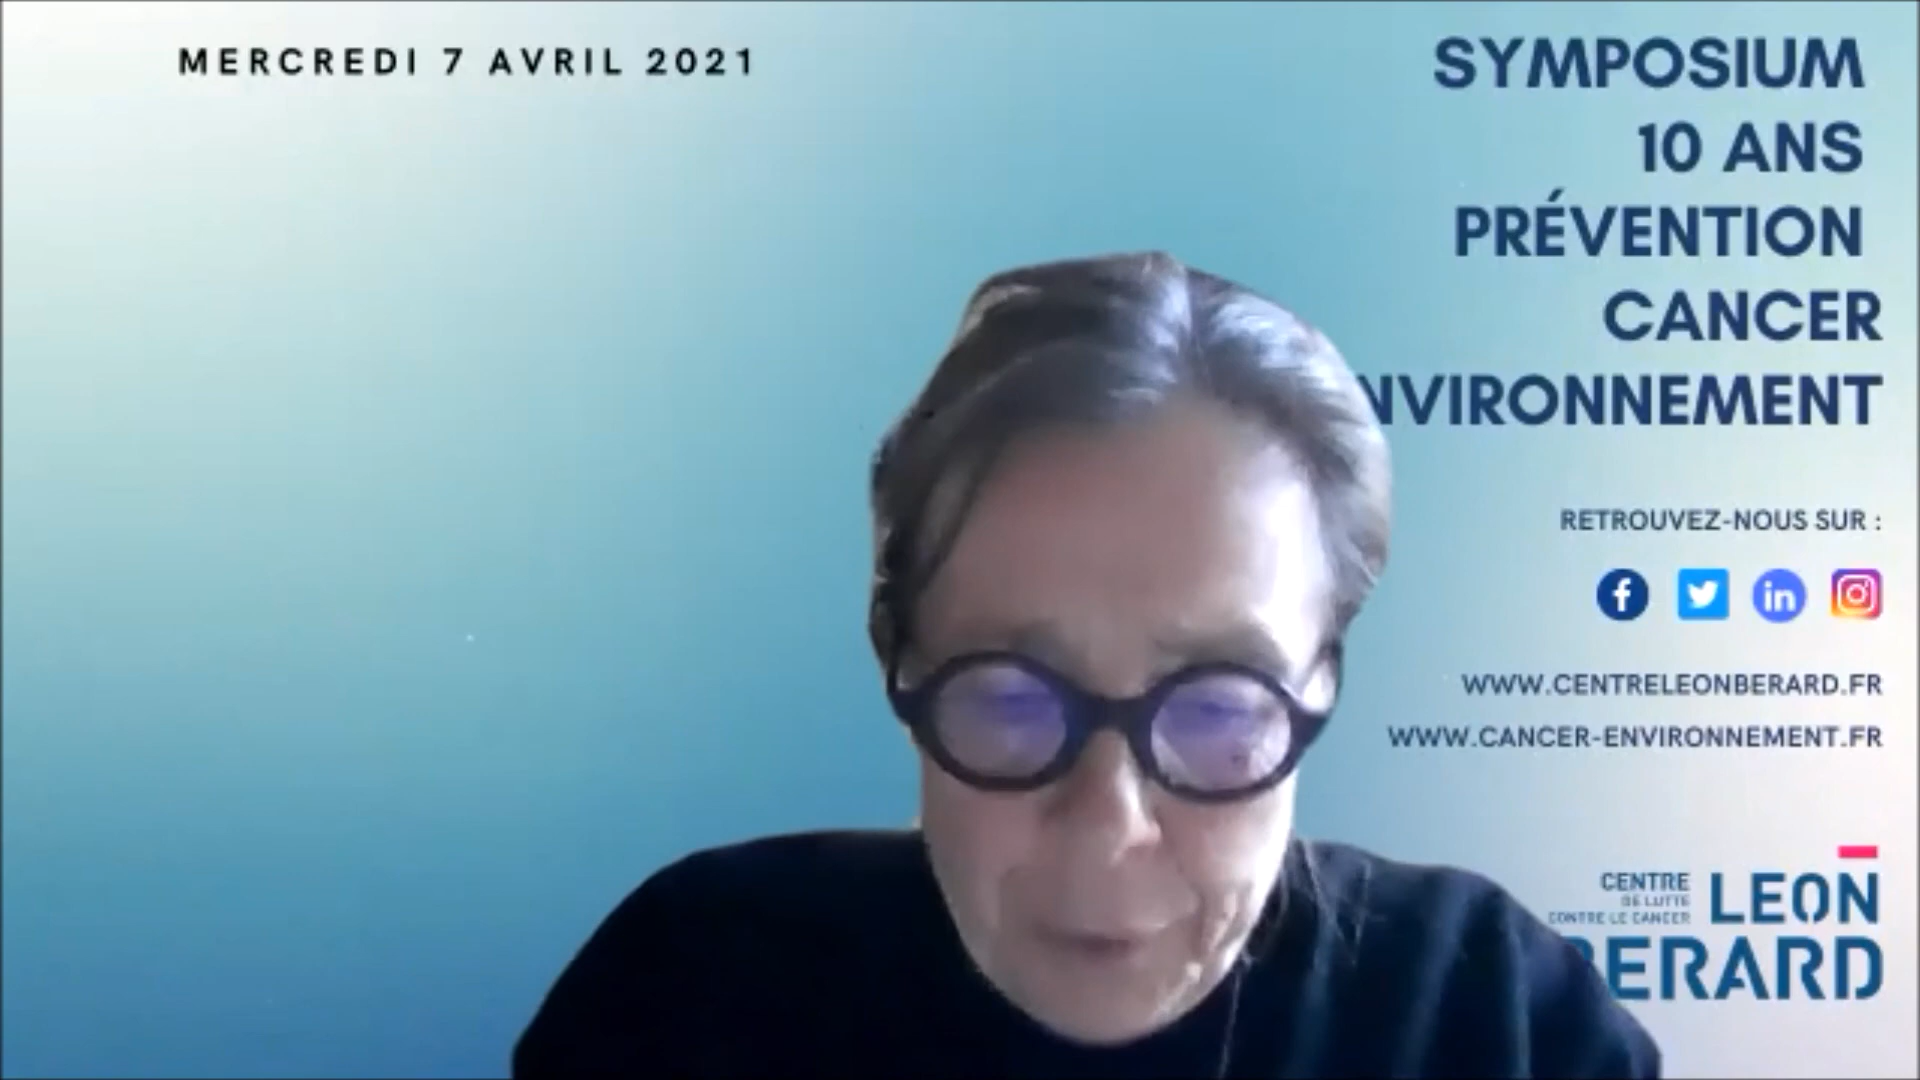 MERCREDI 7 AVRIL 2021
SYMPOSIUM
10 ANS
PRÉVENTION
CANCER
NVIRONNEMENT
RETROUVEZ-NOUS SUR :
WWW.CENTRELEONBERARD.FR
WWW.CANCER-ENVIRONNEMENT.FR
CENTRE
DE LUTTE
CONTRE LE CANCER
LEON
BERARD